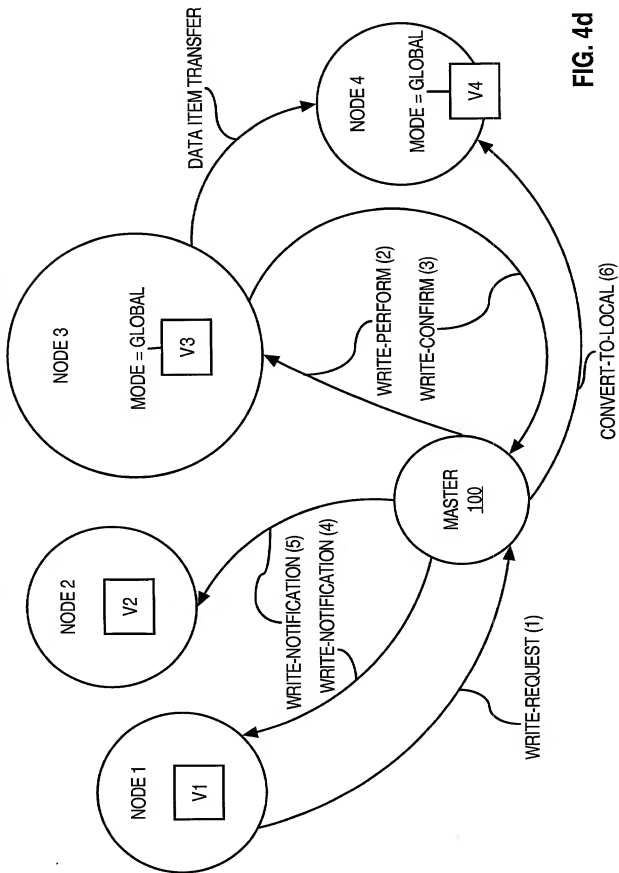 NODE 1
V1
NODE 2
V2
NODE 3
MODE = GLOBAL
V3
DATA ITEM TRANSFER
NODE 4
MODE = GLOBAL
V4
WRITE-NOTIFICATION (5)
WRITE-NOTIFICATION (4)
WRITE-PERFORM (2)
WRITE-CONFIRM (3)
MASTER
100
WRITE-REQUEST (1)
CONVERT-TO-LOCAL (6)
FIG. 4d